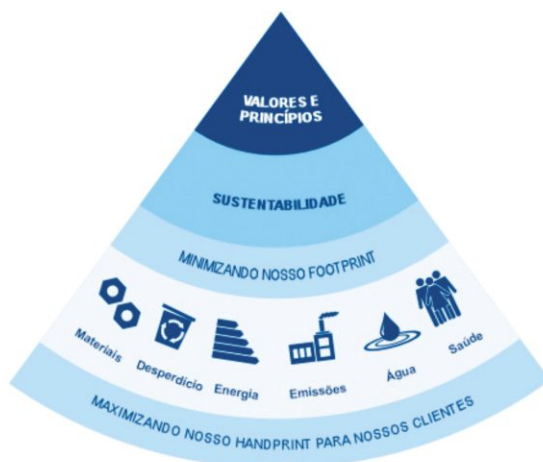 VALORES E
PRINCÍPIOS
SUSTENTABILIDADE
MINIMIZANDO NOSSO FOOTPRINT
Materiais
Desperdício
Energia
Emissões
Água
Saúde
MAXIMIZANDO NOSSO HANDPRINT PARA NOSSOS CLIENTES